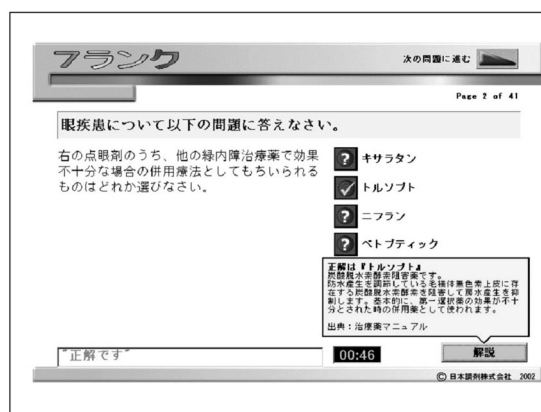 フランク
次の問題に進む
Page 2 of 41
眼疾患について以下の問題に答えなさい。
右の点眼剤のうち、他の緑内障治療薬で効果
不十分な場合の併用療法としてもちいられる
ものはどれか選びなさい。
? キサラタン
トルソプト
? ニフラン
? ベトプティック
正解は『トルソプト』
炭酸脱水素酵素阻害薬です。
防水産生を調節している毛様体無色素上皮に存
在する炭酸脱水素酵素を阻害して房水産生を抑
制します。基本的に、第一選択薬の効果が不十
分とされた時の併用薬として使われます。
出典：治療薬マニュアル
"正解です"
00:46
解説
© 日本調剤株式会社 2002